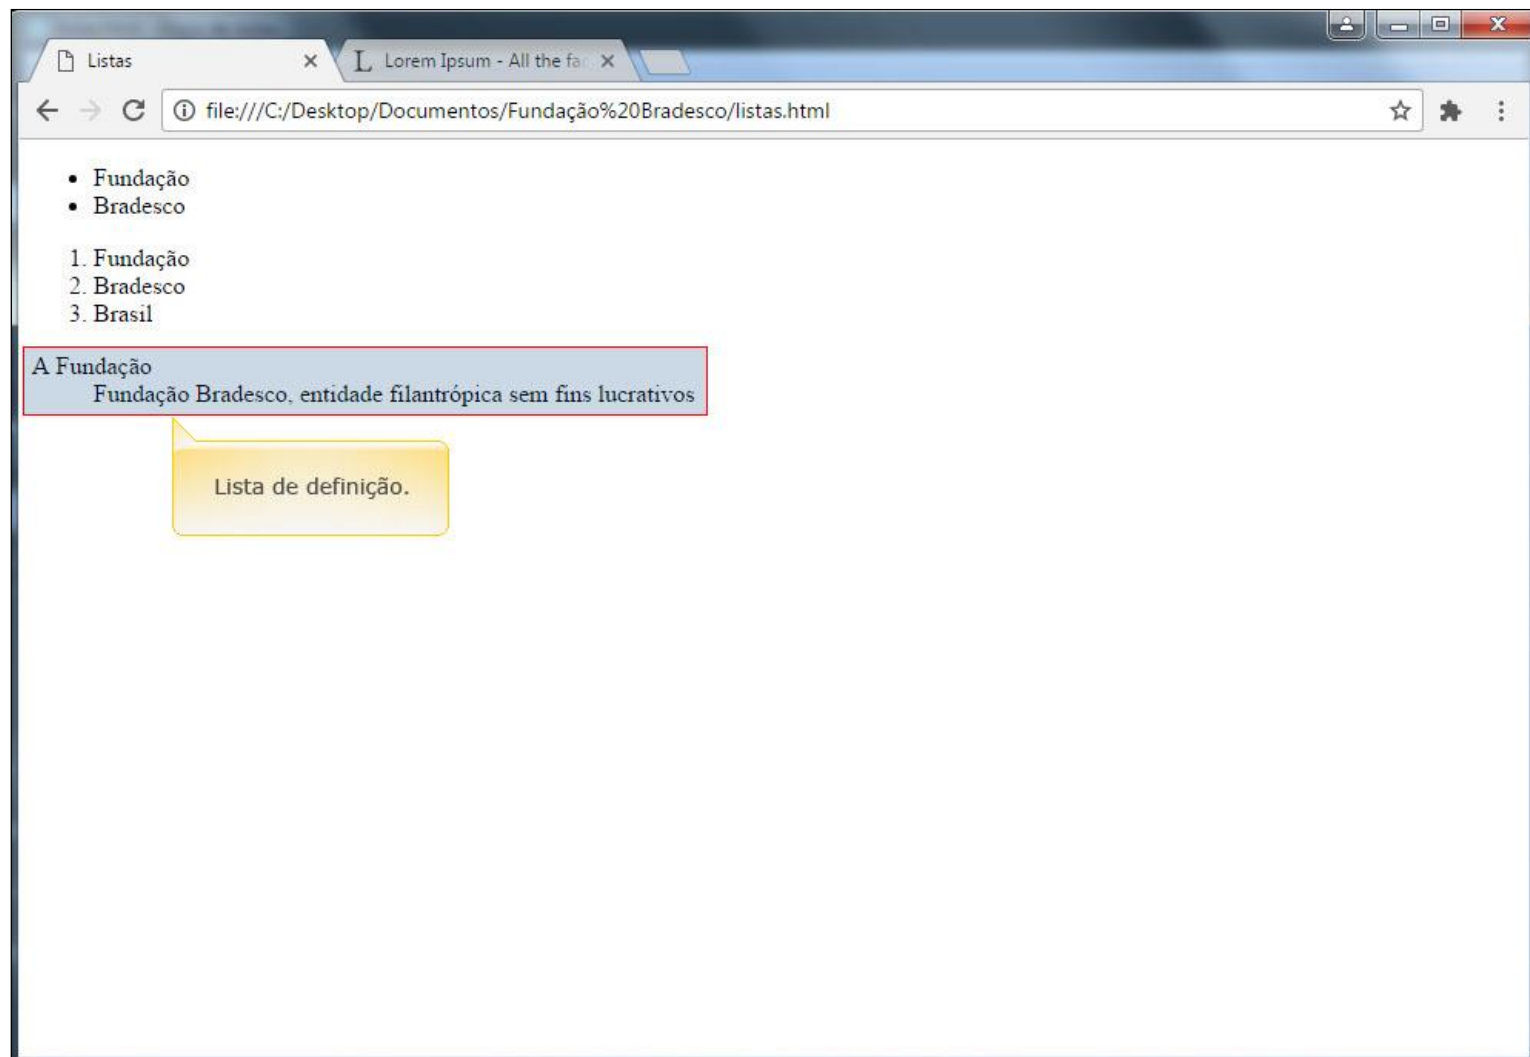 Listas
Lorem Ipsum - All the fa
file:///C:/Desktop/Documentos/Fundação%20Bradesco/listas.html
• Fundação
• Bradesco
1. Fundação
2. Bradesco
3. Brasil
A Fundação
Fundação Bradesco, entidade filantrópica sem fins lucrativos
Lista de definição.